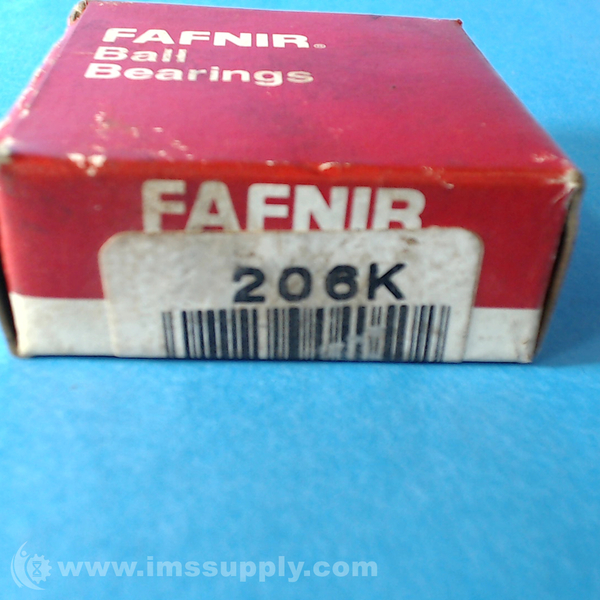 FAFNIR®
Ball
Bearings
FAFNIR
206K
www.imssupply.com